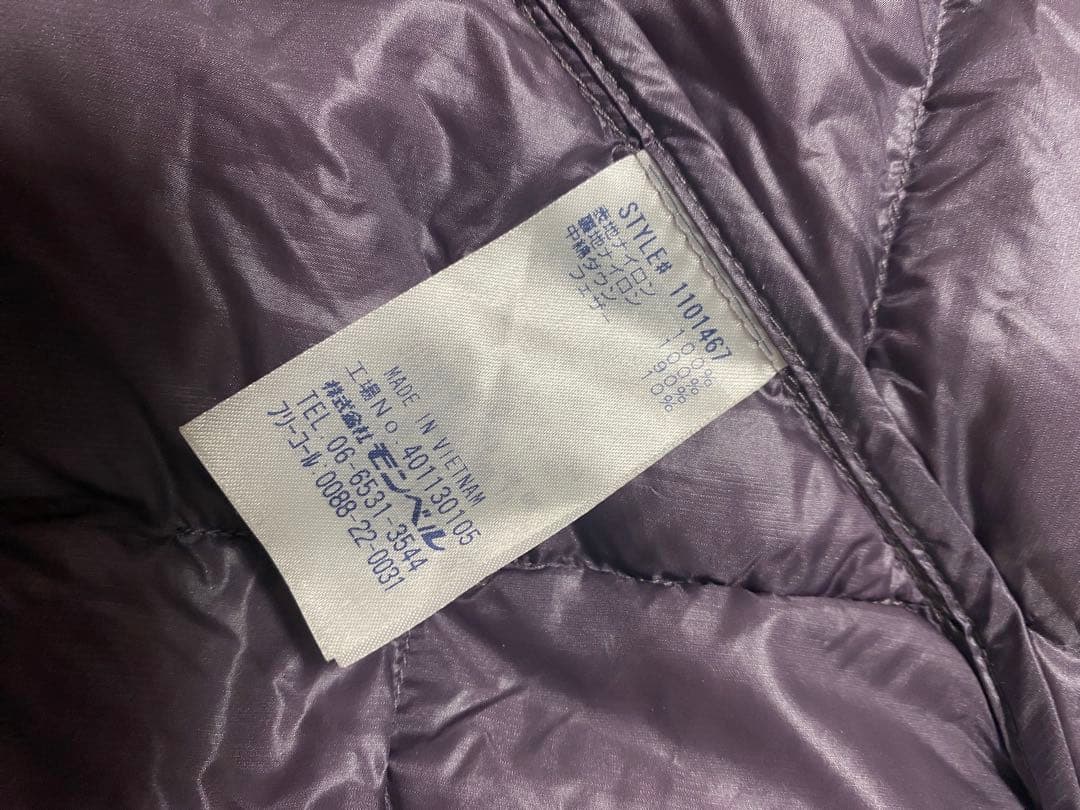 STYLE# 1101467
表地ナイロン 100%
裏地ナイロン 100%
中綿ダウン 90%
フェザー 10%
MADE IN VIETNAM
工場No:401130105
株式会社モンベル
TEL.06-6531-3544
フリーコール:0088-22-0031